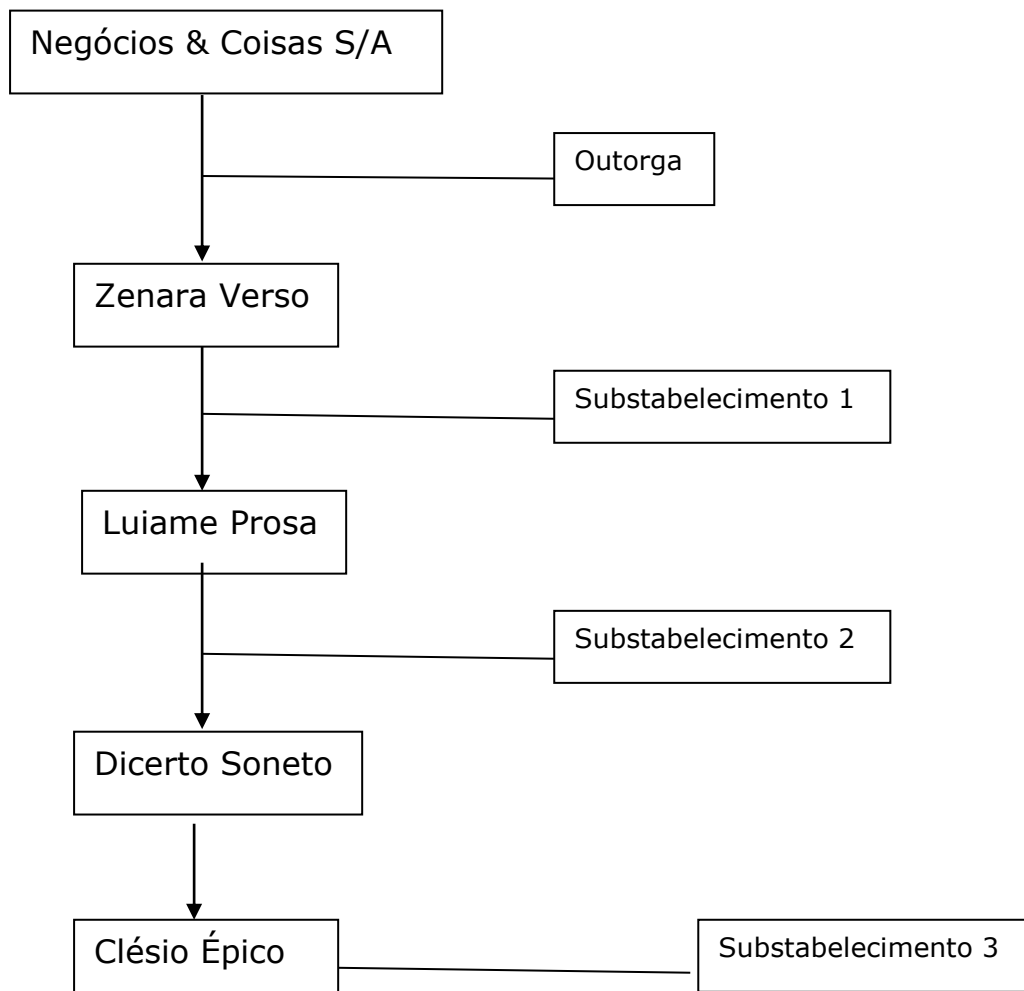 Negócios & Coisas S/A
Outorga
Zenara Verso
Substabelecimento 1
Luiame Prosa
Substabelecimento 2
Dicerto Soneto
Clésio Épico
Substabelecimento 3